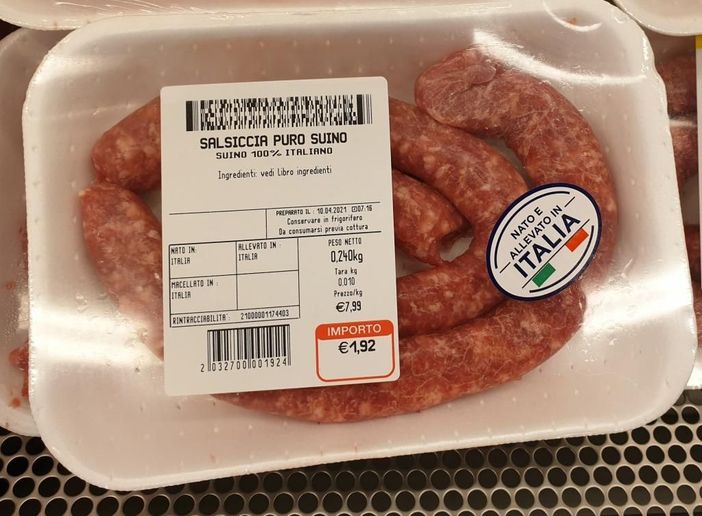 SALSICCIA PURO SUINO
SUINO 100% ITALIANO
Ingredienti: vedi Libro ingredienti
PREPARATO IL : 10.04.2021 07:16
Conservare in frigorifero
Da consumarsi previa cottura
NATO IN:
ITALIA
ALLEVATO IN :
ITALIA
MACELLATO IN :
ITALIA
RINTRACCIABILITA': 21000001174403
PESO NETTO
0,240kg
Tara kg
0.010
Prezzo/kg
€7,99
IMPORTO
€1,92
2 032700 001924
NATO E
ALLEVATO IN
ITALIA